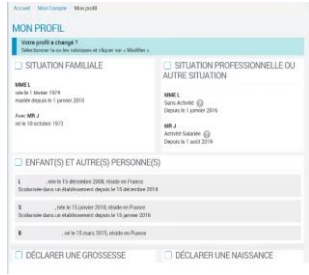 Accueil Mon Compte Mon profil
MON PROFIL
Votre profil a changé ?
Sélectionner la ou les rubriques et cliquer sur « Modifier »
SITUATION FAMILIALE
MME L
née le 1 février 1979
mariée depuis le 1 janvier 2013
Avec MR J
né le 10 octobre 1973
SITUATION PROFESSIONNELLE OU AUTRE SITUATION
MME L
Sans Activité ?
Depuis le 1 janvier 2016
MR J
Activité Salariée ?
Depuis le 1 août 2016
ENFANT(S) ET AUTRE(S) PERSONNE(S)
L , née le 15 décembre 2008, réside en France
Scolarisée dans un établissement depuis le 15 décembre 2014
S , née le 15 janvier 2010, réside en France
Scolarisée dans un établissement depuis le 15 janvier 2016
R , né le 15 mars 2015, réside en France
DÉCLARER UNE GROSSESSE
DÉCLARER UNE NAISSANCE